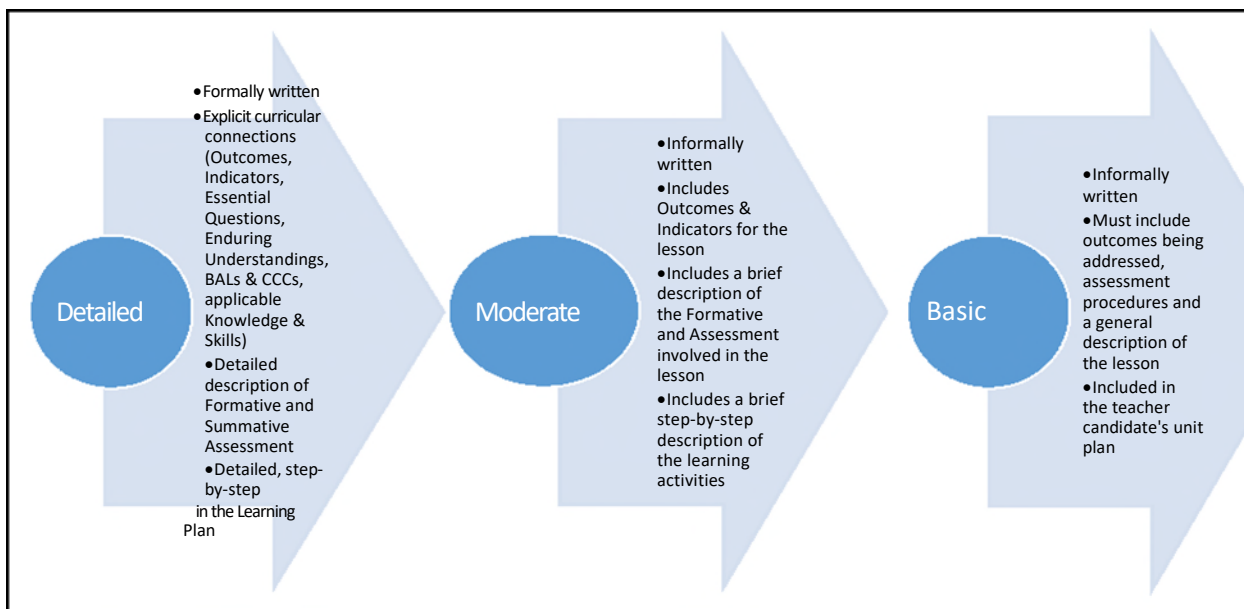 Detailed
•Formally written
•Explicit curricular
connections
(Outcomes,
Indicators,
Essential
Questions,
Enduring
Understandings,
BALs & CCCs,
applicable
Knowledge &
Skills)
•Detailed
description of
Formative and
Summative
Assessment
•Detailed, step-
by-step
in the Learning
Plan
Moderate
•Informally
written
•Includes
Outcomes &
Indicators for the
lesson
•Includes a brief
description of
the Formative
and Assessment
involved in the
lesson
•Includes a brief
step-by-step
description of
the learning
activities
Basic
•Informally
written
•Must include
outcomes being
addressed,
assessment
procedures and
a general
description of
the lesson
•Included in
the teacher
candidate's unit
plan